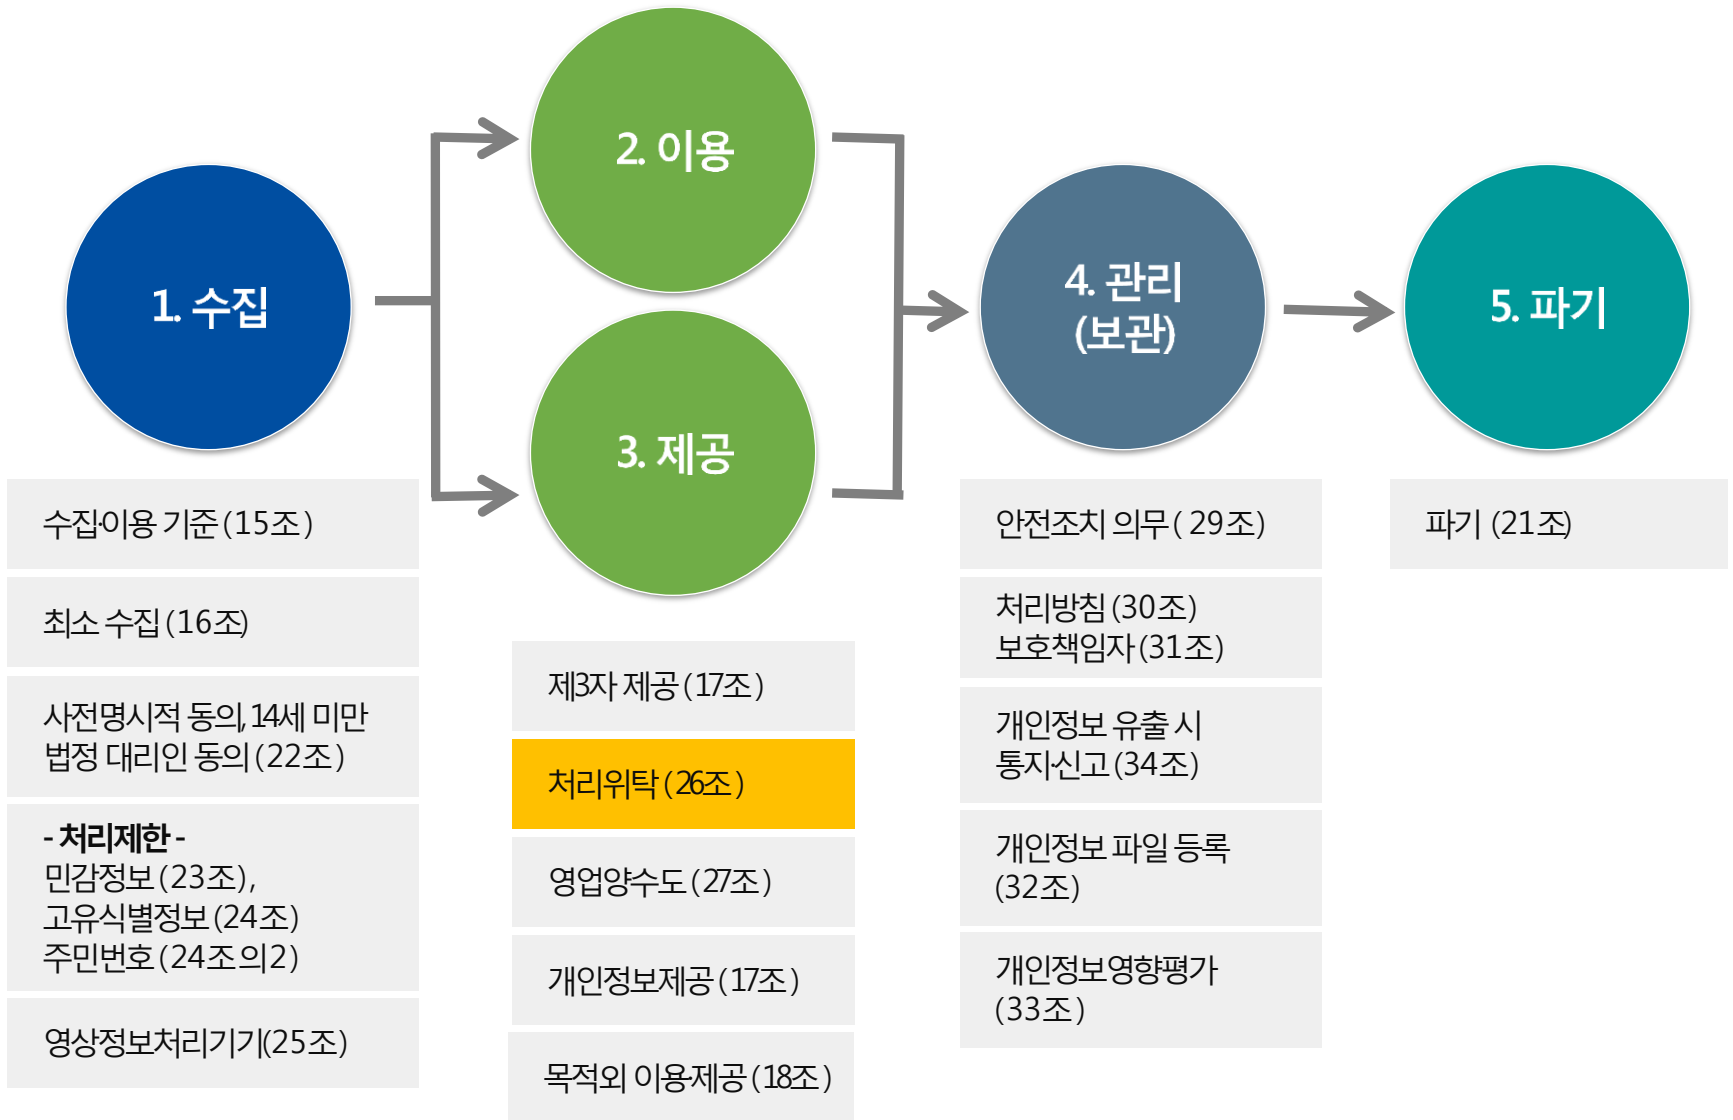 1. 수집
2. 이용
3. 제공
4. 관리
(보관)
5. 파기
수집·이용 기준 (15조)
최소 수집 (16조)
사전명시적 동의, 14세 미만
법정 대리인 동의 (22조)
- 처리제한 -
민감정보 (23조),
고유식별정보 (24조)
주민번호 (24조의2)
영상정보처리기기(25조)
제3자 제공 (17조)
처리위탁 (26조)
영업양수도 (27조)
개인정보제공 (17조)
목적외 이용·제공 (18조)
안전조치 의무 (29조)
처리방침 (30조)
보호책임자 (31조)
개인정보 유출 시
통지·신고 (34조)
개인정보 파일 등록
(32조)
개인정보영향평가
(33조)
파기 (21조)